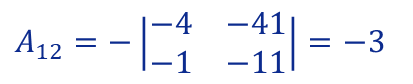 A₁₂ = − |−4 −41|
|−1 −11| = −3